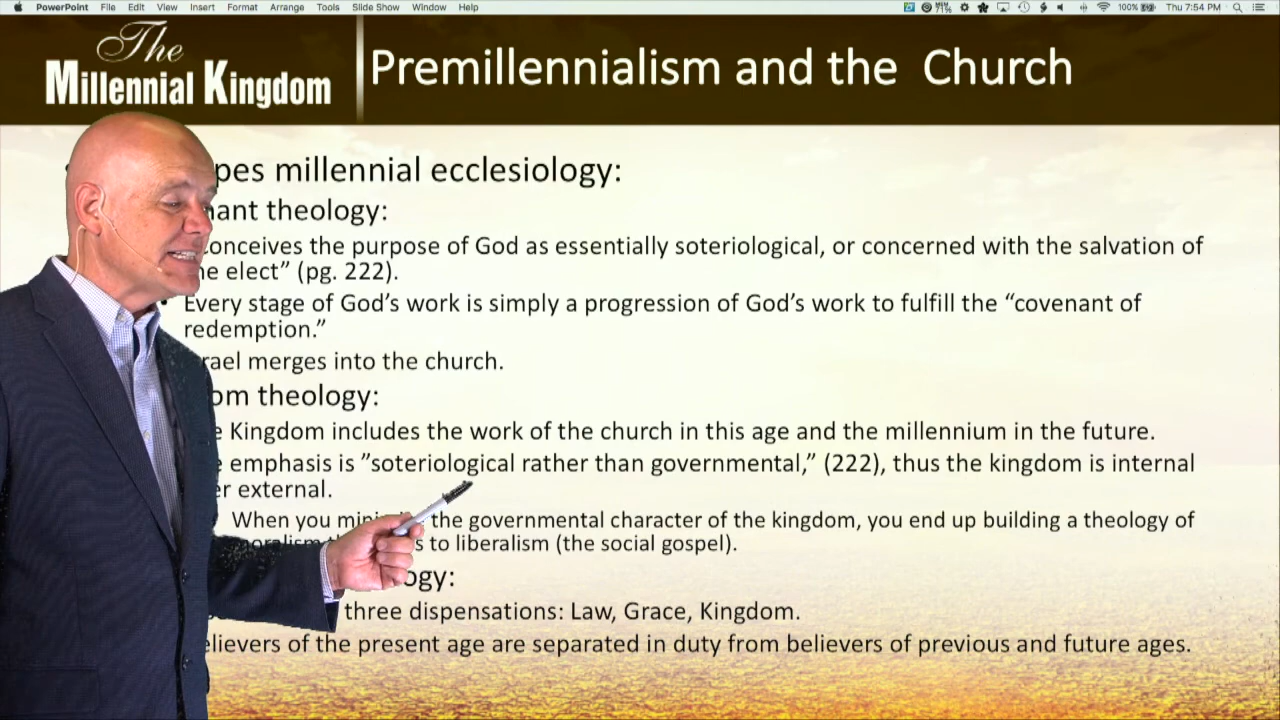 PowerPoint File Edit View Insert Format Arrange Tools Slide Show Window Help 100% Thu 7:54 PM
The
Millennial Kingdom
Premillennialism and the Church
pes millennial ecclesiology:
nant theology:
onceives the purpose of God as essentially soteriological, or concerned with the salvation of
he elect” (pg. 222).
• Every stage of God’s work is simply a progression of God’s work to fulfill the “covenant of
redemption.”
rael merges into the church.
om theology:
e Kingdom includes the work of the church in this age and the millennium in the future.
e emphasis is ”soteriological rather than governmental,” (222), thus the kingdom is internal
er external.
When you the governmental character of the kingdom, you end up building a theology of
s to liberalism (the social gospel).
ogy:
three dispensations: Law, Grace, Kingdom.
elievers of the present age are separated in duty from believers of previous and future ages.